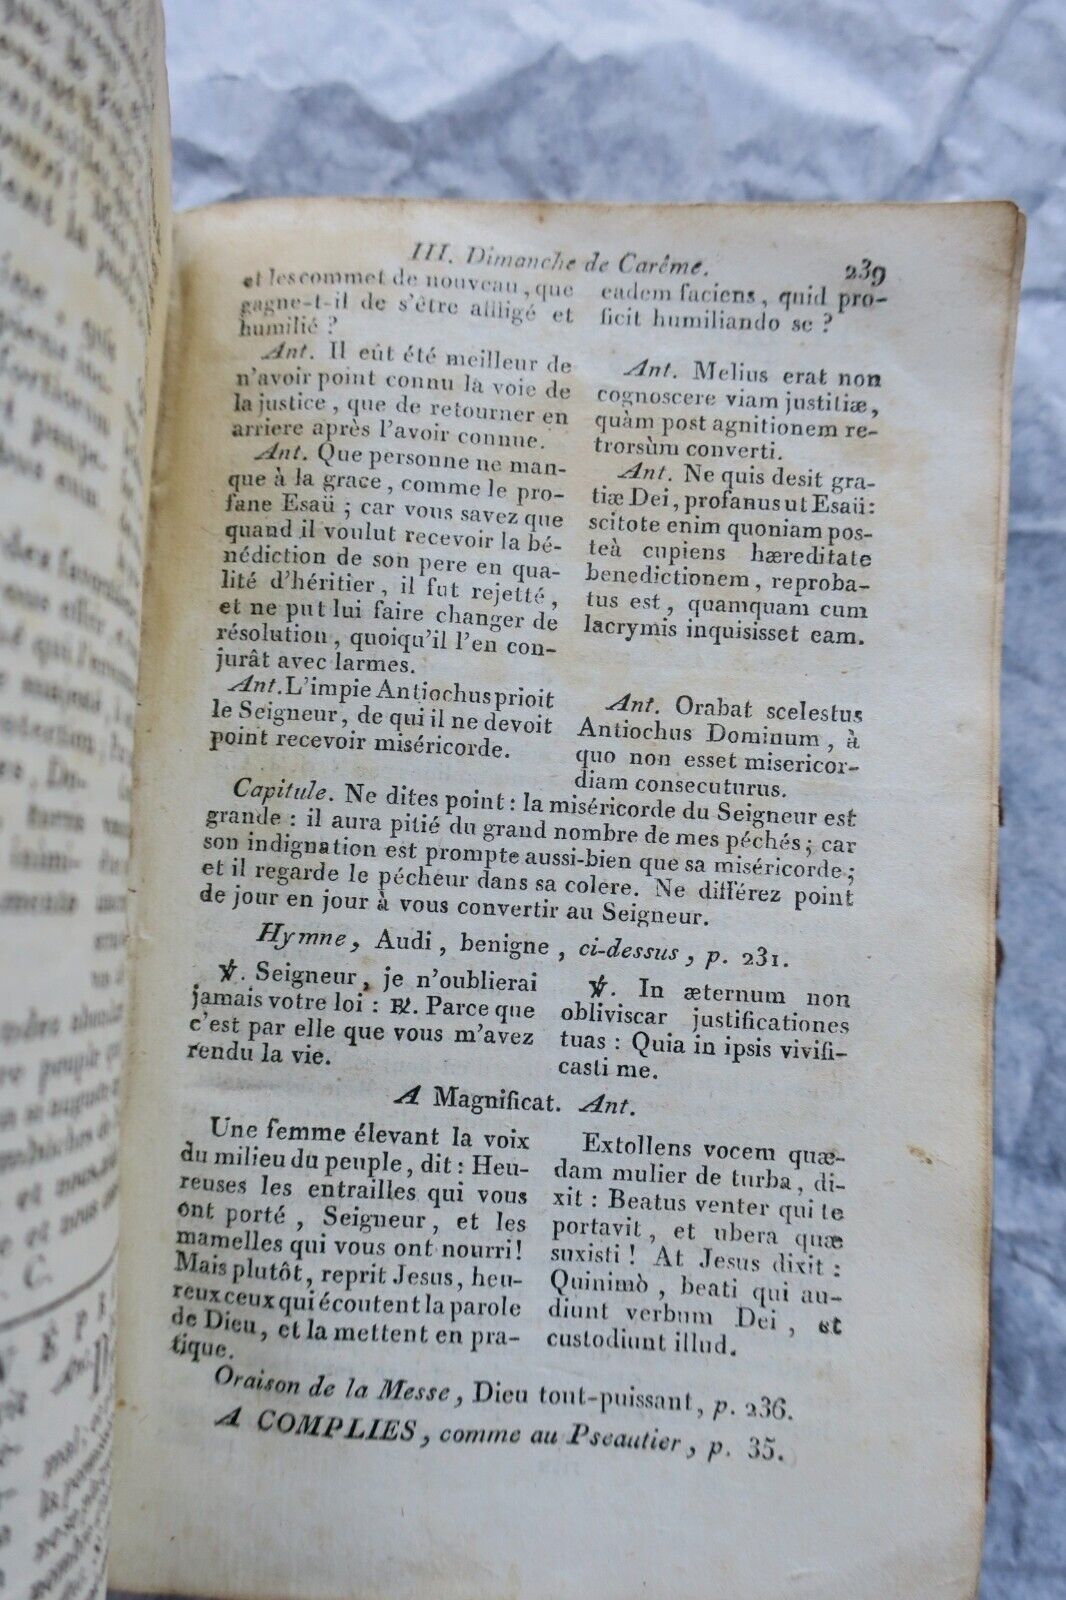 III. Dimanche de Carême. 239
et les commet de nouveau, que
gagne-t-il de s'être affligé et
humilié ?
Ant. Il eût été meilleur de
n'avoir point connu la voie de
la justice, que de retourner en
arriere après l'avoir connue.
Ant. Que personne ne man-
que à la grace, comme le pro-
fane Esaü ; car vous savez que
quand il voulut recevoir la bé-
nédiction de son pere en qua-
lité d'héritier, il fut rejetté,
et ne put lui faire changer de
résolution, quoiqu'il l'en con-
jurât avec larmes.
Ant. L'impie Antiochus prioit
le Seigneur, de qui il ne devoit
point recevoir miséricorde.
eadem faciens, quid pro-
ficit humiliando se ?
Ant. Melius erat non
cognoscere viam justitiæ,
quàm post agnitionem re-
trorsùm converti.
Ant. Ne quis desit gra-
tiæ Dei, profanus ut Esaü :
scitote enim quoniam pos-
teà cupiens hæreditate
benedictionem, reproba-
tus est, quamquam cum
lacrymis inquisisset eam.
Ant. Orabat scelestus
Antiochus Dominum, à
quo non esset misericor-
diam consecuturus.
Capitule. Ne dites point : la miséricorde du Seigneur est
grande : il aura pitié du grand nombre de mes péchés ; car
son indignation est prompte aussi-bien que sa miséricorde ;
et il regarde le pécheur dans sa colere. Ne différez point
de jour en jour à vous convertir au Seigneur.
Hymne, Audi, benigne, ci-dessus, p. 231.
℣. Seigneur, je n'oublierai
jamais votre loi : ℟. Parce que
c'est par elle que vous m'avez
rendu la vie.
℣. In æternum non
obliviscar justificationes
tuas : Quia in ipsis vivifi-
casti me.
A Magnificat. Ant.
Une femme élevant la voix
du milieu du peuple, dit : Heu-
reuses les entrailles qui vous
ont porté, Seigneur, et les
mamelles qui vous ont nourri !
Mais plutôt, reprit Jesus, heu-
reux ceux qui écoutent la parole
de Dieu, et la mettent en pra-
tique.
Extollens vocem quæ-
dam mulier de turba, di-
xit : Beatus venter qui te
portavit, et ubera quæ
suxisti ! At Jesus dixit :
Quinimò, beati qui au-
diunt verbum Dei, et
custodiunt illud.
Oraison de la Messe, Dieu tout-puissant, p. 236.
A COMPLIES, comme au Pseautier, p. 35.